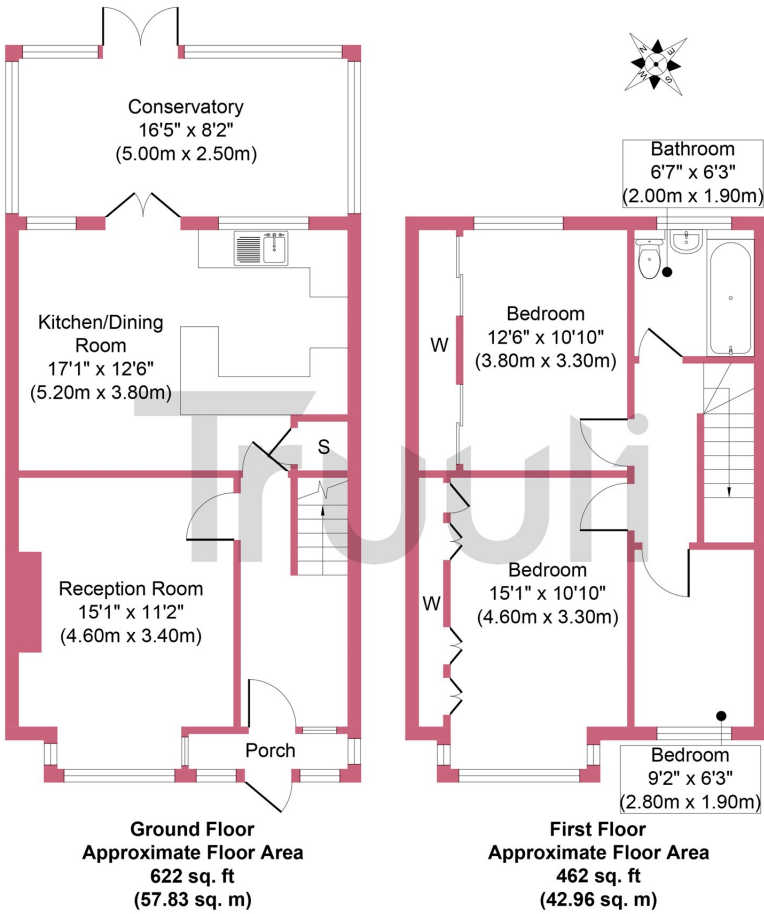 Conservatory
16'5" x 8'2"
(5.00m x 2.50m)
N
E
W
S
Bathroom
6'7" x 6'3"
(2.00m x 1.90m)
Kitchen/Dining
Room
17'1" x 12'6"
(5.20m x 3.80m)
S
Bedroom
12'6" x 10'10"
(3.80m x 3.30m)
W
Truuli
Reception Room
15'1" x 11'2"
(4.60m x 3.40m)
Bedroom
15'1" x 10'10"
(4.60m x 3.30m)
W
Porch
Bedroom
9'2" x 6'3"
(2.80m x 1.90m)
Ground Floor
Approximate Floor Area
622 sq. ft
(57.83 sq. m)
First Floor
Approximate Floor Area
462 sq. ft
(42.96 sq. m)